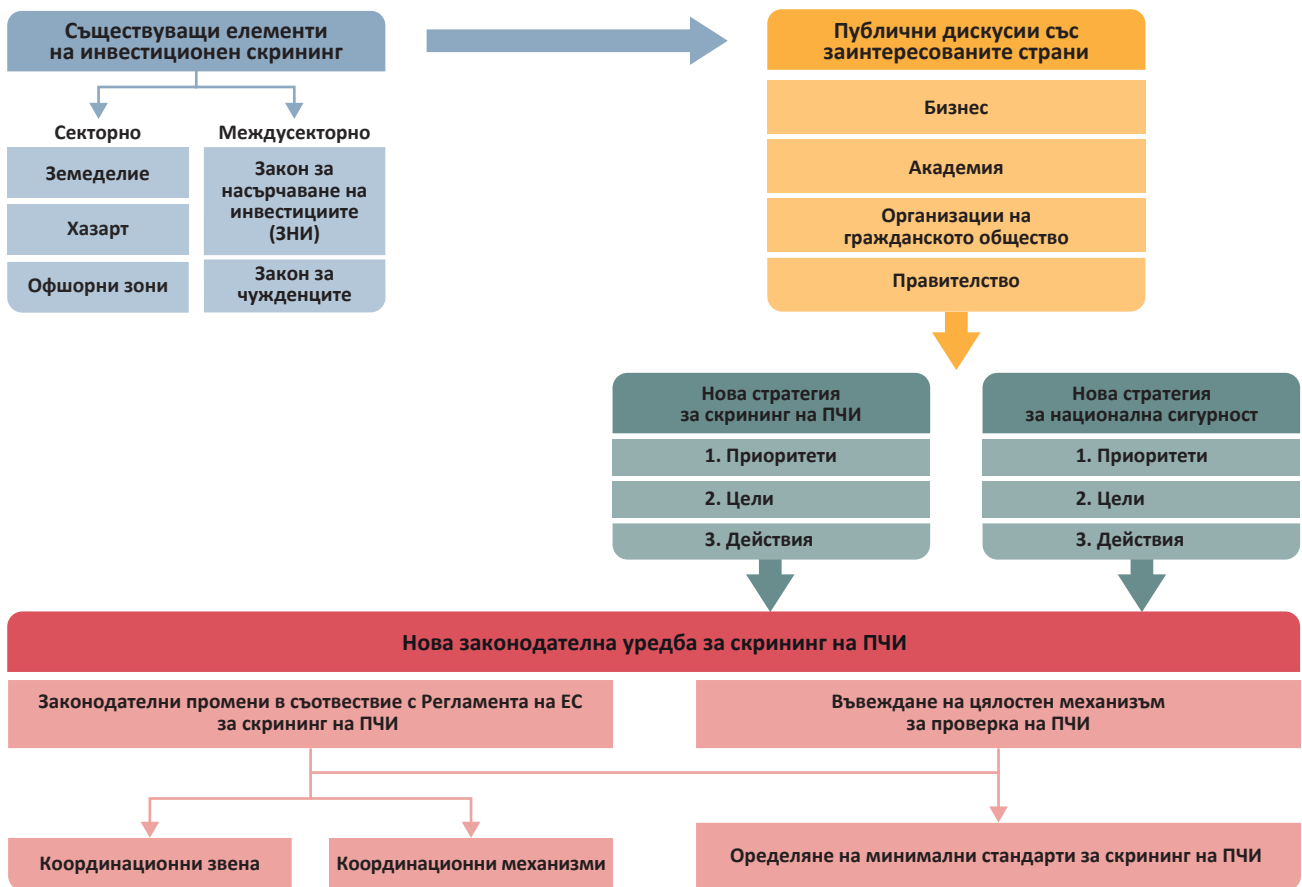 Съществуващи елементи
на инвестиционен скрининг
Публични дискусии със
заинтересованите страни
Секторно
Междусекторно
Земеделие
Хазарт
Офшорни зони
Закон за
насърчаване на
инвестициите
(ЗНИ)
Закон за
чужденците
Бизнес
Академия
Организации на
гражданското общество
Правителство
Нова стратегия
за скрининг на ПЧИ
1. Приоритети
2. Цели
3. Действия
Нова стратегия
за национална сигурност
1. Приоритети
2. Цели
3. Действия
Нова законодателна уредба за скрининг на ПЧИ
Законодателни промени в съотвествие с Регламента на ЕС
за скрининг на ПЧИ
Въвеждане на цялостен механизъм
за проверка на ПЧИ
Координационни звена
Координационни механизми
Оределяне на минимални стандарти за скрининг на ПЧИ